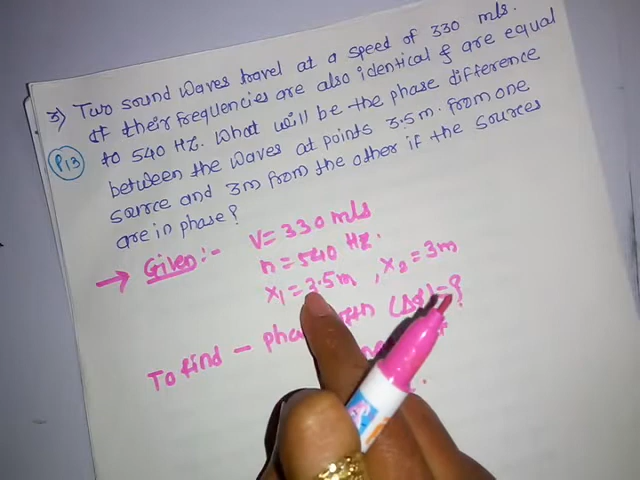 3) Two sound waves travel at a speed of 330 m/s.
If their frequencies are also identical & are equal
to 540 Hz. What will be the phase difference
between the waves at points 3.5m. from one
source and 3m from the other if the sources
are in phase?
P.13
Given :- V = 330 m/s
n = 540 Hz.
x1 = 3.5m , x2 = 3m
To find - =?